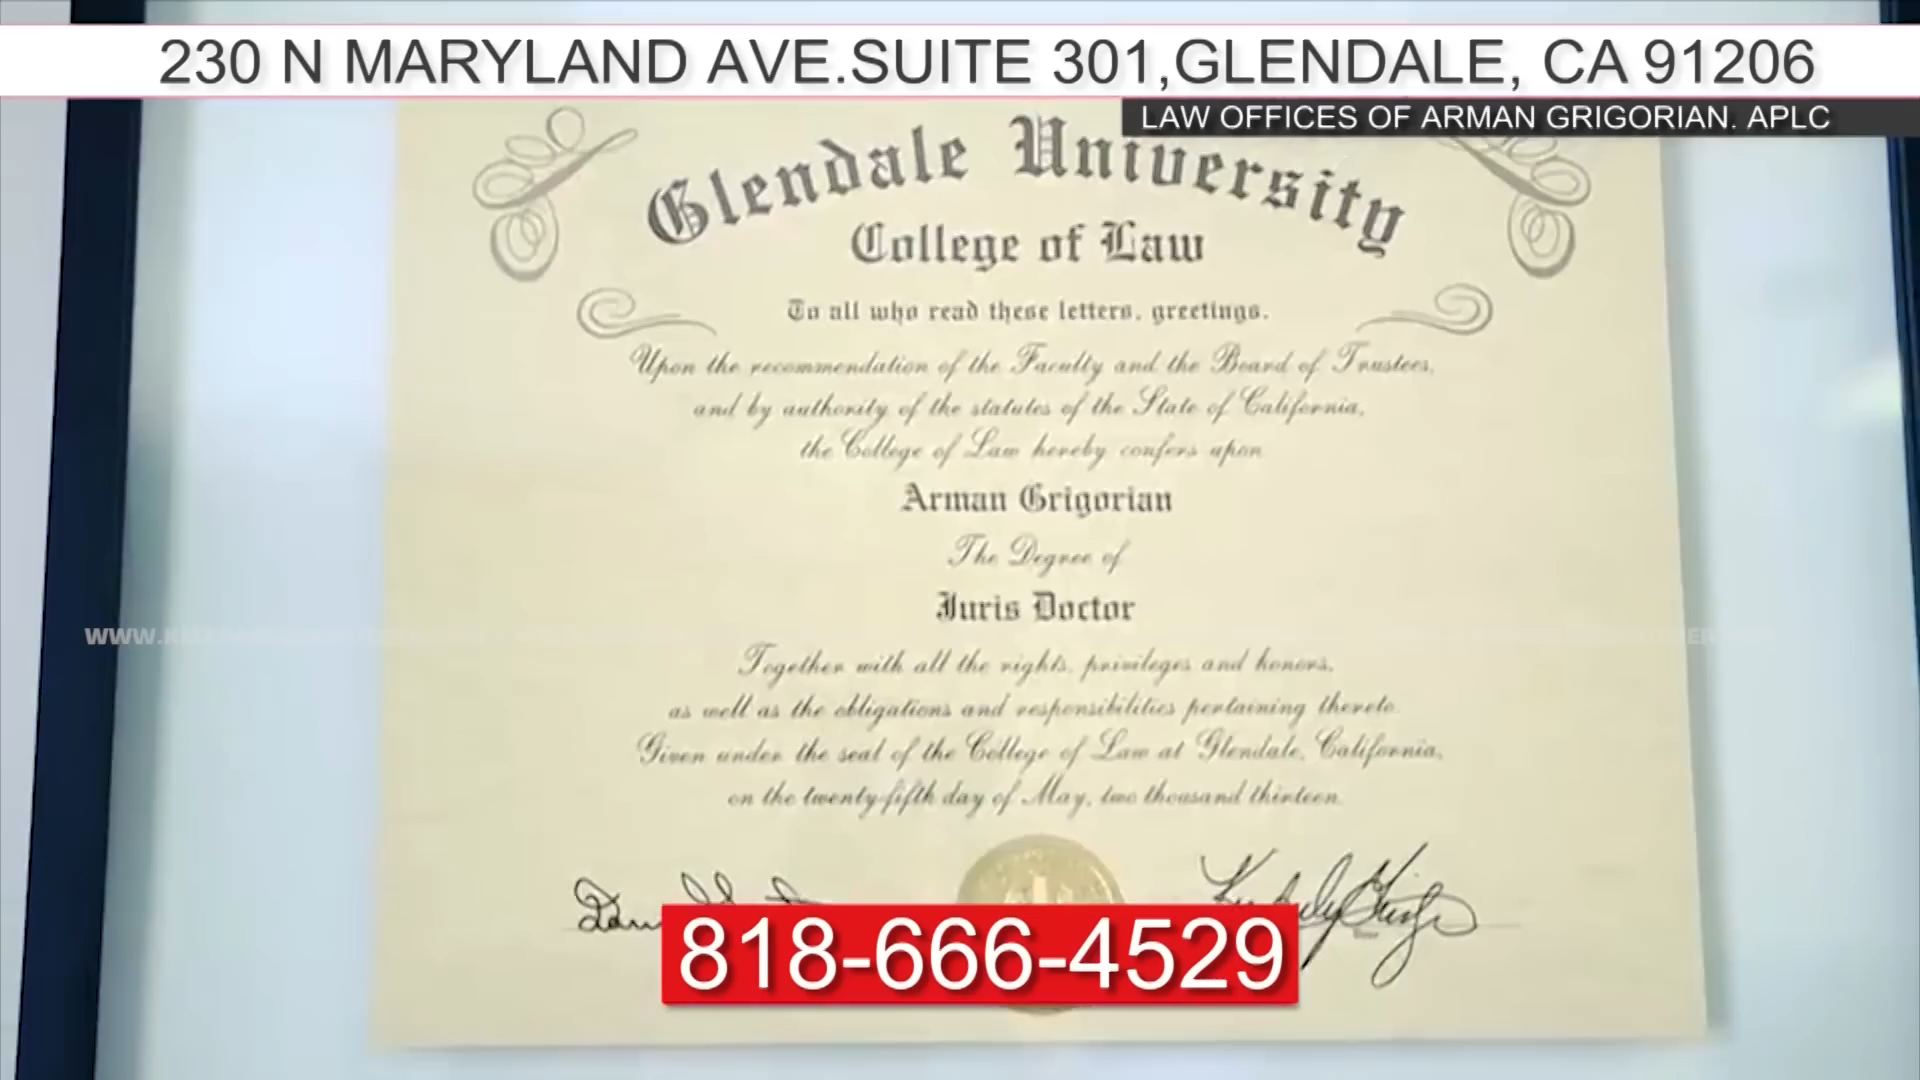 230 N MARYLAND AVE.SUITE 301,GLENDALE, CA 91206
LAW OFFICES OF ARMAN GRIGORIAN. APLC
Glendale University
College of Law
To all who read these letters, greetings.
Upon the recommendation of the Faculty and the Board of Trustees,
and by authority of the statutes of the State of California,
the College of Law hereby confers upon
Arman Grigorian
The Degree of
Juris Doctor
WWW.
Together with all the rights, privileges and honors,
as well as the obligations and responsibilities pertaining thereto
Given under the seal of the College of Law at Glendale, California,
on the twenty-fifth day of May, two thousand thirteen.
818-666-4529